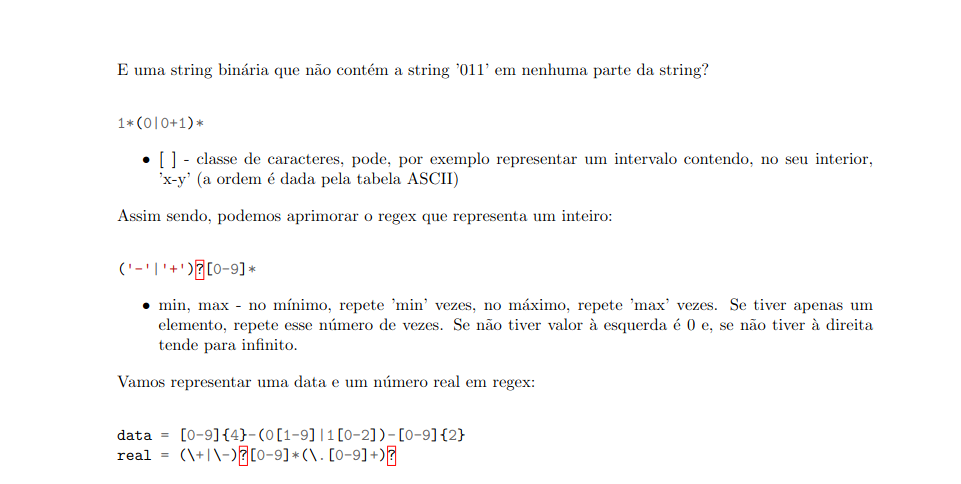 E uma string binária que não contém a string '011' em nenhuma parte da string?
1*(0|0+1)*
• [ ] - classe de caracteres, pode, por exemplo representar um intervalo contendo, no seu interior,
'x-y' (a ordem é dada pela tabela ASCII)
Assim sendo, podemos aprimorar o regex que representa um inteiro:
('-'|'+')?[0-9]*
• min, max - no mínimo, repete 'min' vezes, no máximo, repete 'max' vezes. Se tiver apenas um
elemento, repete esse número de vezes. Se não tiver valor à esquerda é 0 e, se não tiver à direita
tende para infinito.
Vamos representar uma data e um número real em regex:
data = [0-9]{4}-(0[1-9]|1[0-2])-[0-9]{2}
real = (\+|\-)?[0-9]*(\.[0-9]+)?